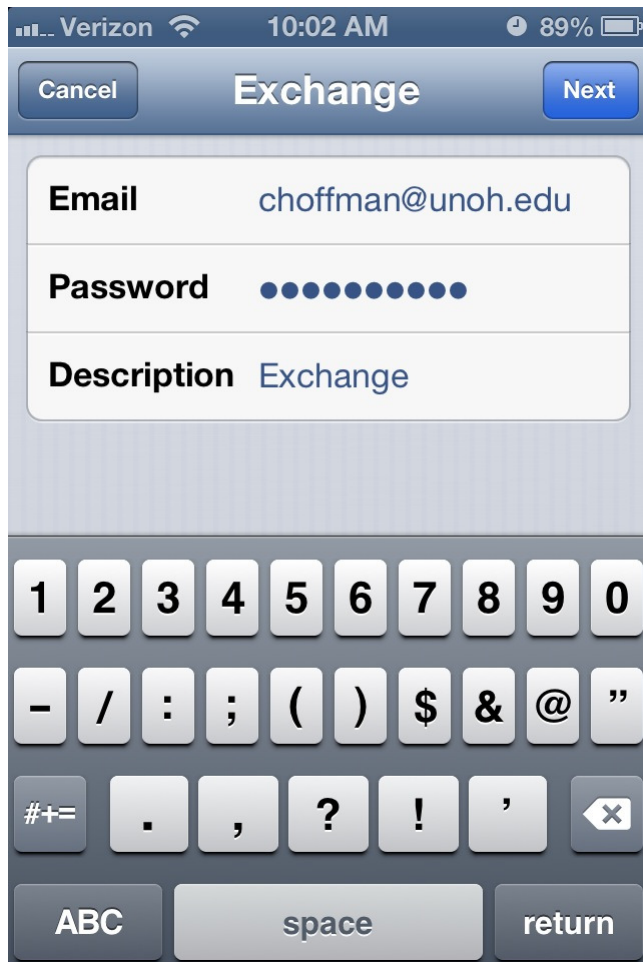 Verizon 10:02 AM 89%
Cancel Exchange Next
Email choffman@unoh.edu
Password ●●●●●●●●●●
Description Exchange
1 2 3 4 5 6 7 8 9 0
- / : ; ( ) $ & @ ”
#+= . , ? ! ’
ABC space return